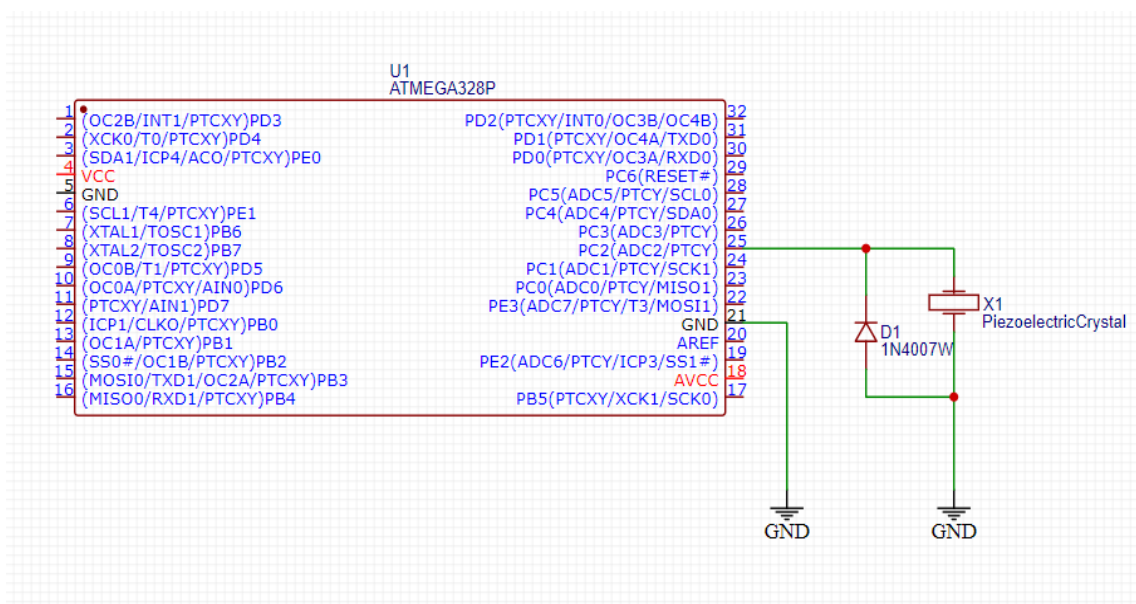 U1
ATMEGA328P
1 (OC2B/INT1/PTCXY)PD3
2 (XCK0/T0/PTCXY)PD4
3 (SDA1/ICP4/ACO/PTCXY)PE0
4 VCC
5 GND
6 (SCL1/T4/PTCXY)PE1
7 (XTAL1/TOSC1)PB6
8 (XTAL2/TOSC2)PB7
9 (OC0B/T1/PTCXY)PD5
10 (OC0A/PTCXY/AIN0)PD6
11 (PTCXY/AIN1)PD7
12 (ICP1/CLKO/PTCXY)PB0
13 (OC1A/PTCXY)PB1
14 (SS0#/OC1B/PTCXY)PB2
15 (MOSI0/TXD1/OC2A/PTCXY)PB3
16 (MISO0/RXD1/PTCXY)PB4
PD2(PTCXY/INT0/OC3B/OC4B) 32
PD1(PTCXY/OC4A/TXD0) 31
PD0(PTCXY/OC3A/RXD0) 30
PC6(RESET#) 29
PC5(ADC5/PTCY/SCL0) 28
PC4(ADC4/PTCY/SDA0) 27
PC3(ADC3/PTCY) 26
PC2(ADC2/PTCY) 25
PC1(ADC1/PTCY/SCK1) 24
PC0(ADC0/PTCY/MISO1) 23
PE3(ADC7/PTCY/T3/MOSI1) 22
GND 21
AREF 20
PE2(ADC6/PTCY/ICP3/SS1#) 19
AVCC 18
PB5(PTCXY/XCK1/SCK0) 17
D1
1N4007W
X1
PiezoelectricCrystal
GND
GND